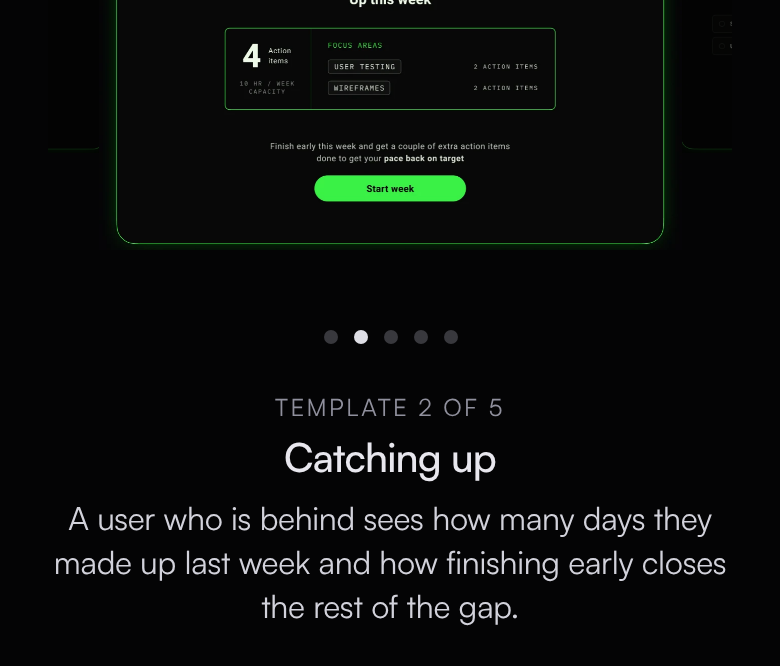 Up this week
4 Action items
FOCUS AREAS
USER TESTING 2 ACTION ITEMS
10 HR / WEEK CAPACITY
WIREFRAMES 2 ACTION ITEMS
Finish early this week and get a couple of extra action items
done to get your pace back on target
Start week
TEMPLATE 2 OF 5
Catching up
A user who is behind sees how many days they
made up last week and how finishing early closes
the rest of the gap.